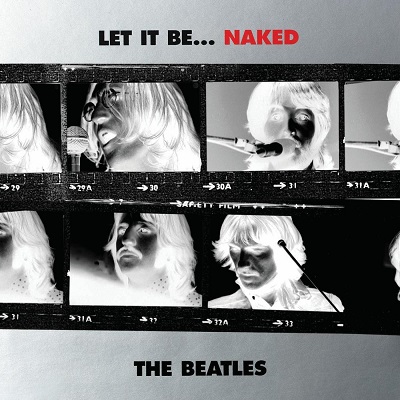 LET IT BE... NAKED
→29 →29A →30 →30A →31 →31A
SAFETY FILM
→31 →31A →32 →32A →33
THE BEATLES